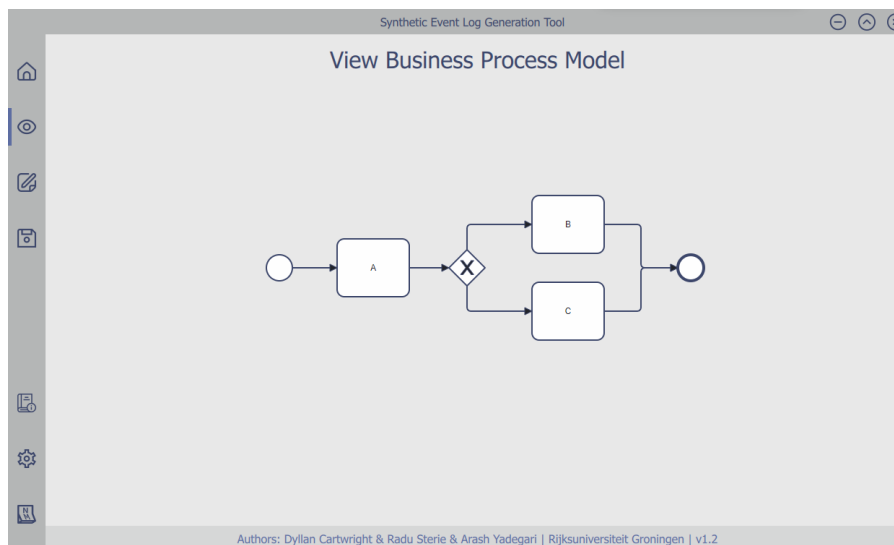 Synthetic Event Log Generation Tool
View Business Process Model
B
A
X
C
Authors: Dyllan Cartwright & Radu Sterie & Arash Yadegari | Rijksuniversiteit Groningen | v1.2